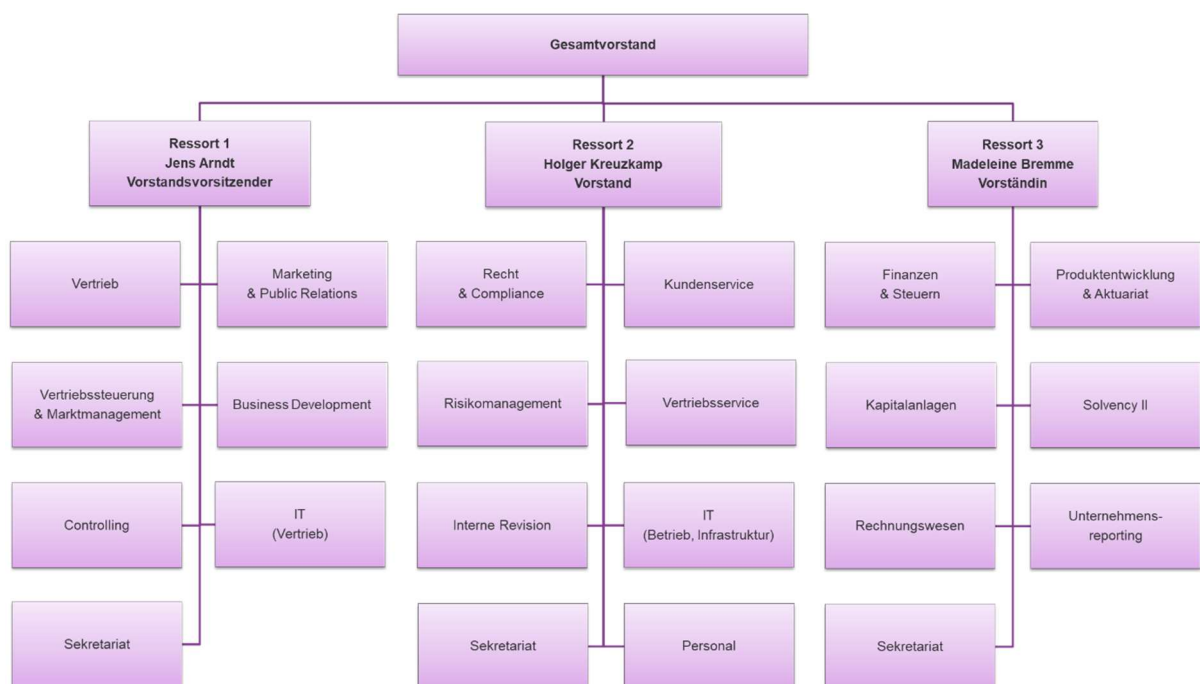 Gesamtvorstand
Ressort 1
Jens Arndt
Vorstandsvorsitzender
Ressort 2
Holger Kreuzkamp
Vorstand
Ressort 3
Madeleine Bremme
Vorständin
Vertrieb
Marketing
& Public Relations
Recht
& Compliance
Kundenservice
Finanzen
& Steuern
Produktentwicklung
& Aktuariat
Vertriebssteuerung
& Marktmanagement
Business Development
Risikomanagement
Vertriebsservice
Kapitalanlagen
Solvency II
Controlling
IT
(Vertrieb)
Interne Revision
IT
(Betrieb, Infrastruktur)
Rechnungswesen
Unternehmens-
reporting
Sekretariat
Sekretariat
Personal
Sekretariat